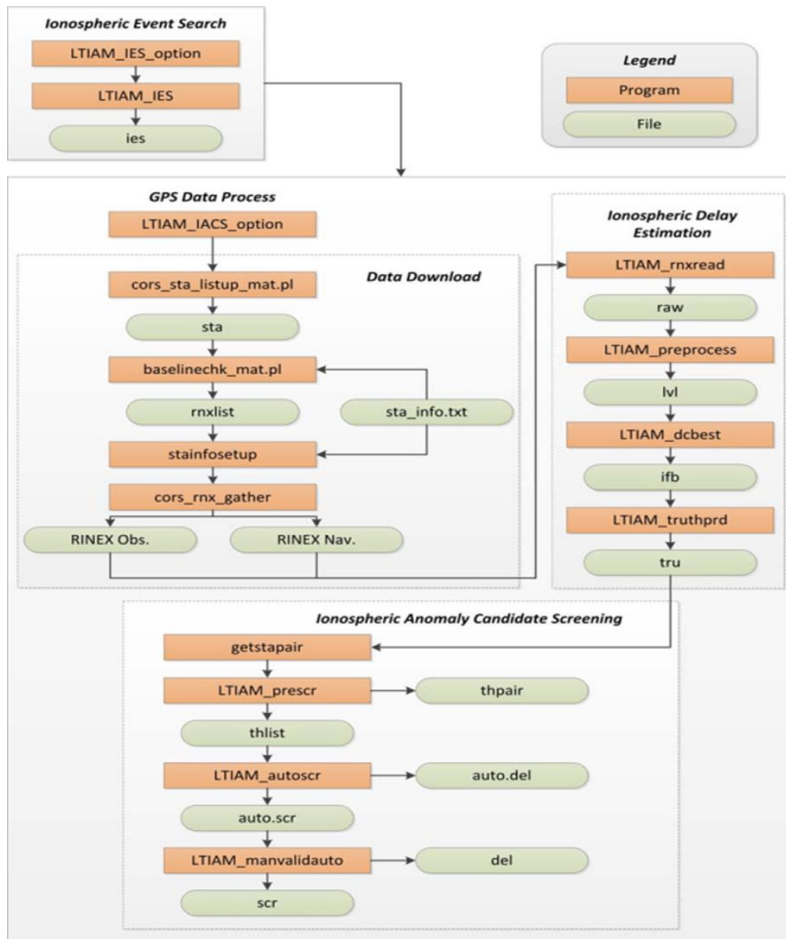 Ionospheric Event Search
LTIAM_IES_option
LTIAM_IES
ies
Legend
Program
File
GPS Data Process
LTIAM_IACS_option
Data Download
cors_sta_listup_mat.pl
sta
baselinechk_mat.pl
rnxlist
sta_info.txt
stainfosetup
cors_rnx_gather
RINEX Obs.
RINEX Nav.
Ionospheric Delay
Estimation
LTIAM_rnxread
raw
LTIAM_preprocess
lvl
LTIAM_dcbest
ifb
LTIAM_truthprd
tru
Ionospheric Anomaly Candidate Screening
getstapair
LTIAM_prescr
thpair
thlist
LTIAM_autoscr
auto.del
auto.scr
LTIAM_manvalidauto
del
scr